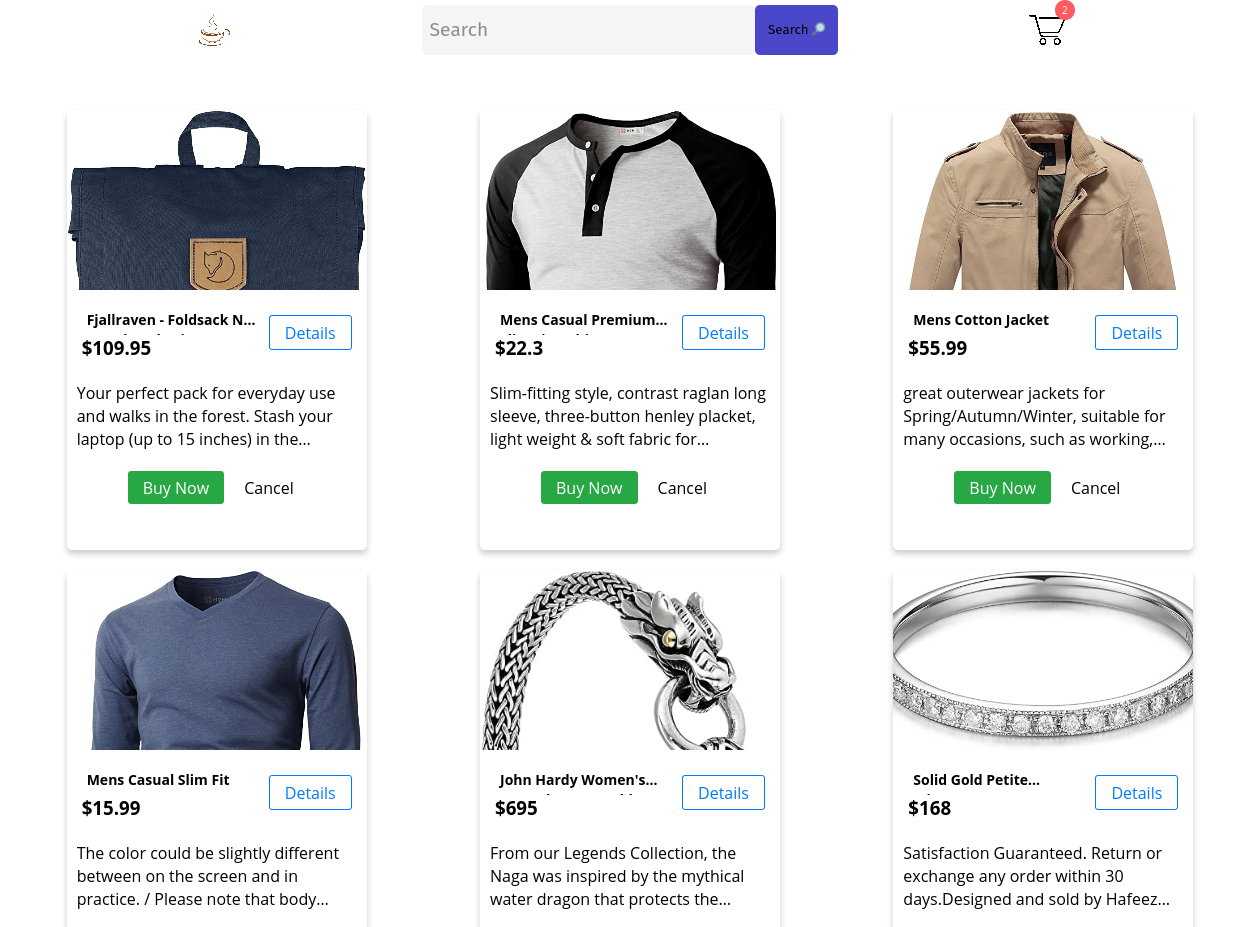 Search
Search 🔎
2
Fjallraven - Foldsack N...
$109.95
Details
Your perfect pack for everyday use
and walks in the forest. Stash your
laptop (up to 15 inches) in the...
Buy Now
Cancel
Mens Casual Premium...
$22.3
Details
Slim-fitting style, contrast raglan long
sleeve, three-button henley placket,
light weight & soft fabric for...
Buy Now
Cancel
Mens Cotton Jacket
$55.99
Details
great outerwear jackets for
Spring/Autumn/Winter, suitable for
many occasions, such as working,...
Buy Now
Cancel
Mens Casual Slim Fit
$15.99
Details
The color could be slightly different
between on the screen and in
practice. / Please note that body...
John Hardy Women's...
$695
Details
From our Legends Collection, the
Naga was inspired by the mythical
water dragon that protects the...
Solid Gold Petite...
$168
Details
Satisfaction Guaranteed. Return or
exchange any order within 30
days.Designed and sold by Hafeez...